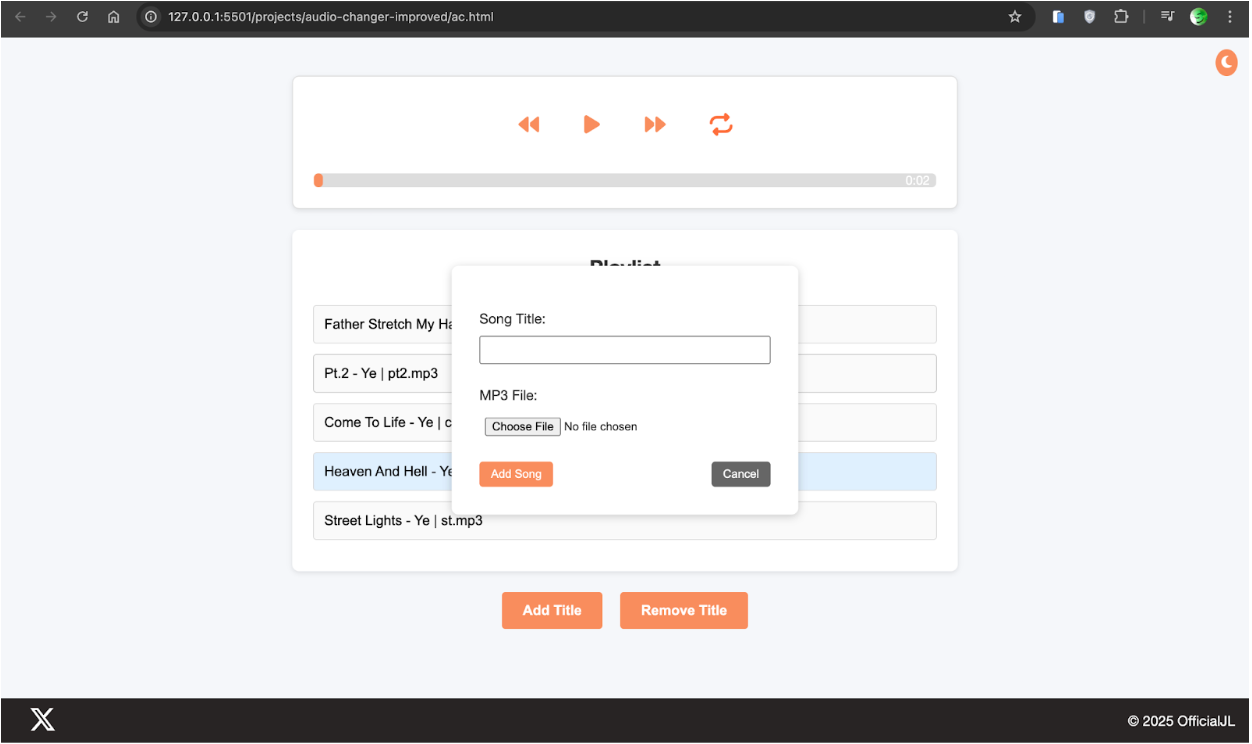 127.0.0.1:5501/projects/audio-changer-improved/ac.html
0:02
Playlist
Father Stretch My Ha
Pt.2 - Ye | pt2.mp3
Come To Life - Ye | c
Heaven And Hell - Ye
Street Lights - Ye | st.mp3
Song Title:
MP3 File:
Choose File No file chosen
Add Song Cancel
Add Title Remove Title
X © 2025 OfficialJL